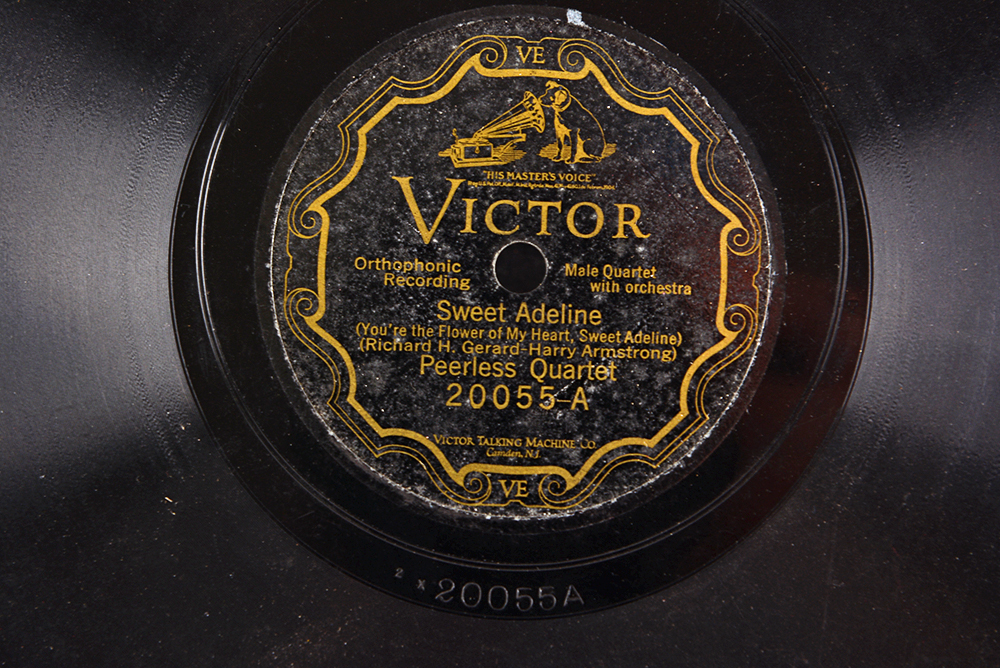 VE
"HIS MASTER'S VOICE"
VICTOR
Orthophonic Recording
Male Quartet with orchestra
Sweet Adeline
(You're the Flower of My Heart, Sweet Adeline)
(Richard H. Gerard-Harry Armstrong)
Peerless Quartet
20055-A
VICTOR TALKING MACHINE CO.
Camden, N.J.
VE
2 x 20055A